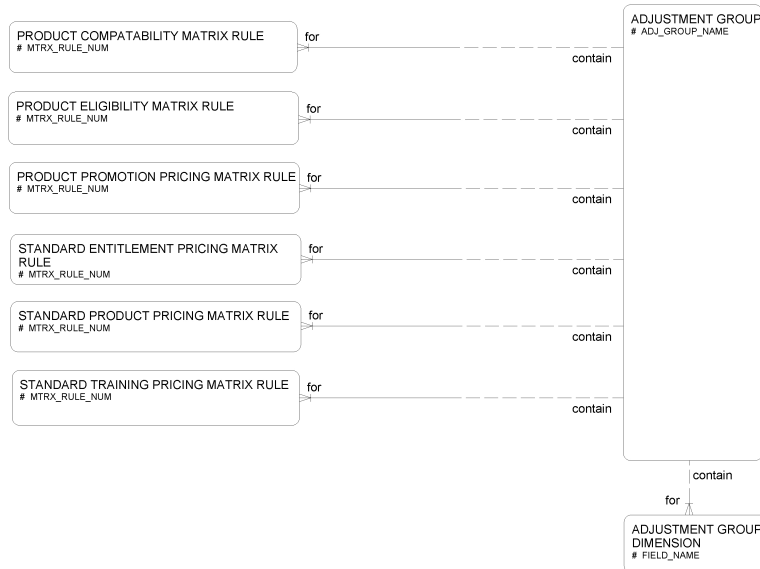 PRODUCT COMPATABILITY MATRIX RULE
# MTRX_RULE_NUM
for
contain
ADJUSTMENT GROUP
# ADJ_GROUP_NAME
PRODUCT ELIGIBILITY MATRIX RULE
# MTRX_RULE_NUM
for
contain
PRODUCT PROMOTION PRICING MATRIX RULE
# MTRX_RULE_NUM
for
contain
STANDARD ENTITLEMENT PRICING MATRIX
RULE
# MTRX_RULE_NUM
for
contain
STANDARD PRODUCT PRICING MATRIX RULE
# MTRX_RULE_NUM
for
contain
STANDARD TRAINING PRICING MATRIX RULE
# MTRX_RULE_NUM
for
contain
contain
for
ADJUSTMENT GROUP
DIMENSION
# FIELD_NAME